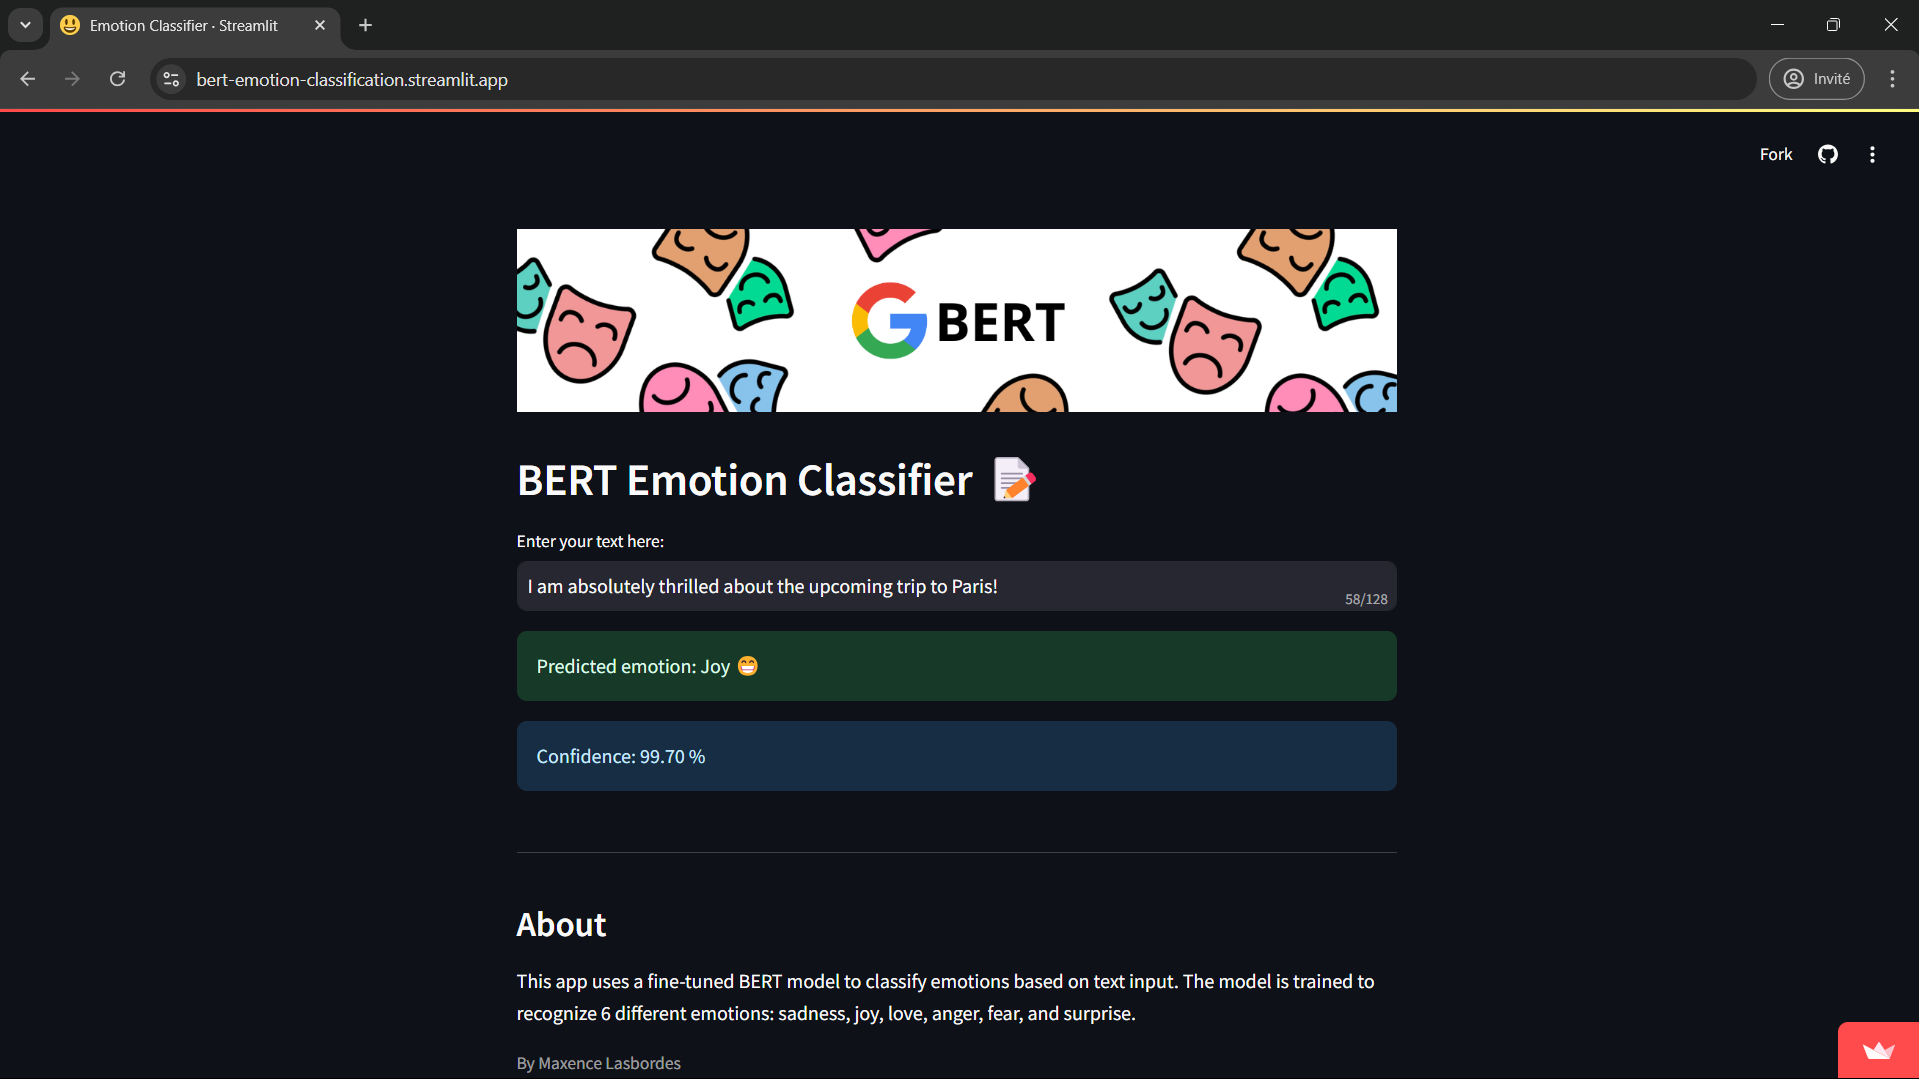 Emotion Classifier · Streamlit
bert-emotion-classification.streamlit.app
Invité
Fork
BERT
BERT Emotion Classifier
Enter your text here:
I am absolutely thrilled about the upcoming trip to Paris!
58/128
Predicted emotion: Joy 😁
Confidence: 99.70 %
About
This app uses a fine-tuned BERT model to classify emotions based on text input. The model is trained to
recognize 6 different emotions: sadness, joy, love, anger, fear, and surprise.
By Maxence Lasbordes